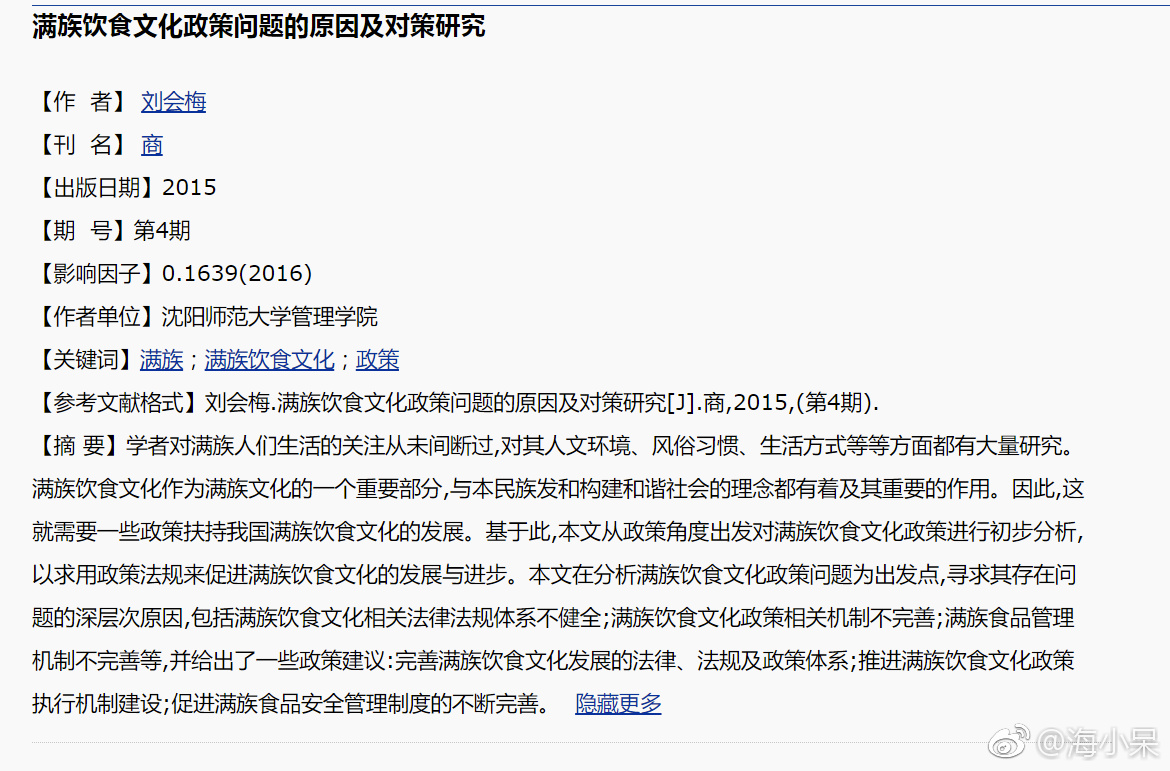 满族饮食文化政策问题的原因及对策研究
【作 者】 刘会梅
【刊 名】 商
【出版日期】2015
【期 号】第4期
【影响因子】0.1639(2016)
【作者单位】沈阳师范大学管理学院
【关键词】满族；满族饮食文化；政策
【参考文献格式】刘会梅.满族饮食文化政策问题的原因及对策研究[J].商,2015,(第4期).
【摘 要】学者对满族人们生活的关注从未间断过,对其人文环境、风俗习惯、生活方式等等方面都有大量研究。
满族饮食文化作为满族文化的一个重要部分,与本民族发和构建和谐社会的理念都有着及其重要的作用。因此,这
就需要一些政策扶持我国满族饮食文化的发展。基于此,本文从政策角度出发对满族饮食文化政策进行初步分析,
以求用政策法规来促进满族饮食文化的发展与进步。本文在分析满族饮食文化政策问题为出发点,寻求其存在问
题的深层次原因,包括满族饮食文化相关法律法规体系不健全;满族饮食文化政策相关机制不完善;满族食品管理
机制不完善等,并给出了一些政策建议:完善满族饮食文化发展的法律、法规及政策体系;推进满族饮食文化政策
执行机制建设;促进满族食品安全管理制度的不断完善。 隐藏更多
@海小呆